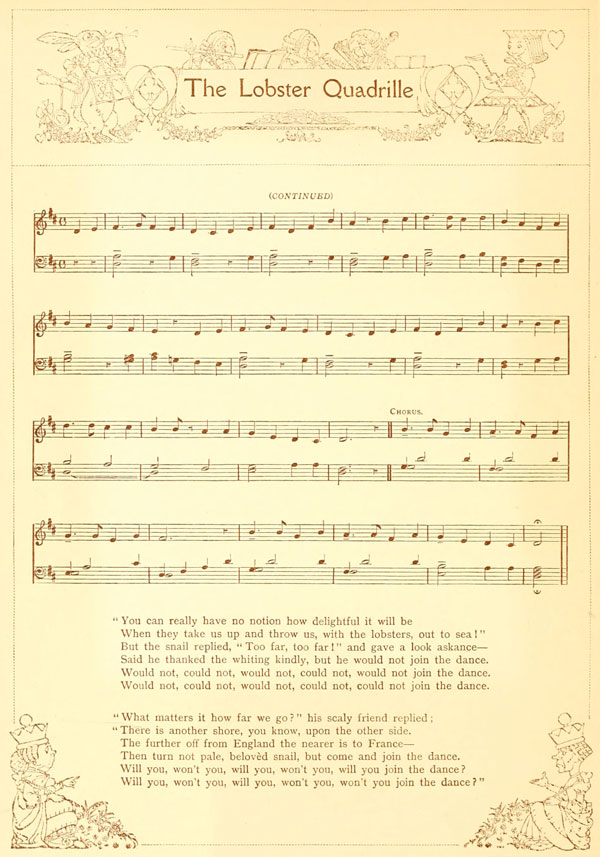 The Lobster Quadrille
(CONTINUED)
CHORUS.
"You can really have no notion how delightful it will be
When they take us up and throw us, with the lobsters, out to sea!"
But the snail replied, "Too far, too far!" and gave a look askance—
Said he thanked the whiting kindly, but he would not join the dance.
Would not, could not, would not, could not, would not join the dance.
Would not, could not, would not, could not, could not join the dance.
"What matters it how far we go?" his scaly friend replied;
"There is another shore, you know, upon the other side.
The further off from England the nearer is to France—
Then turn not pale, belovèd snail, but come and join the dance.
Will you, won't you, will you, won't you, will you join the dance?
Will you, won't you, will you, won't you, won't you join the dance?"